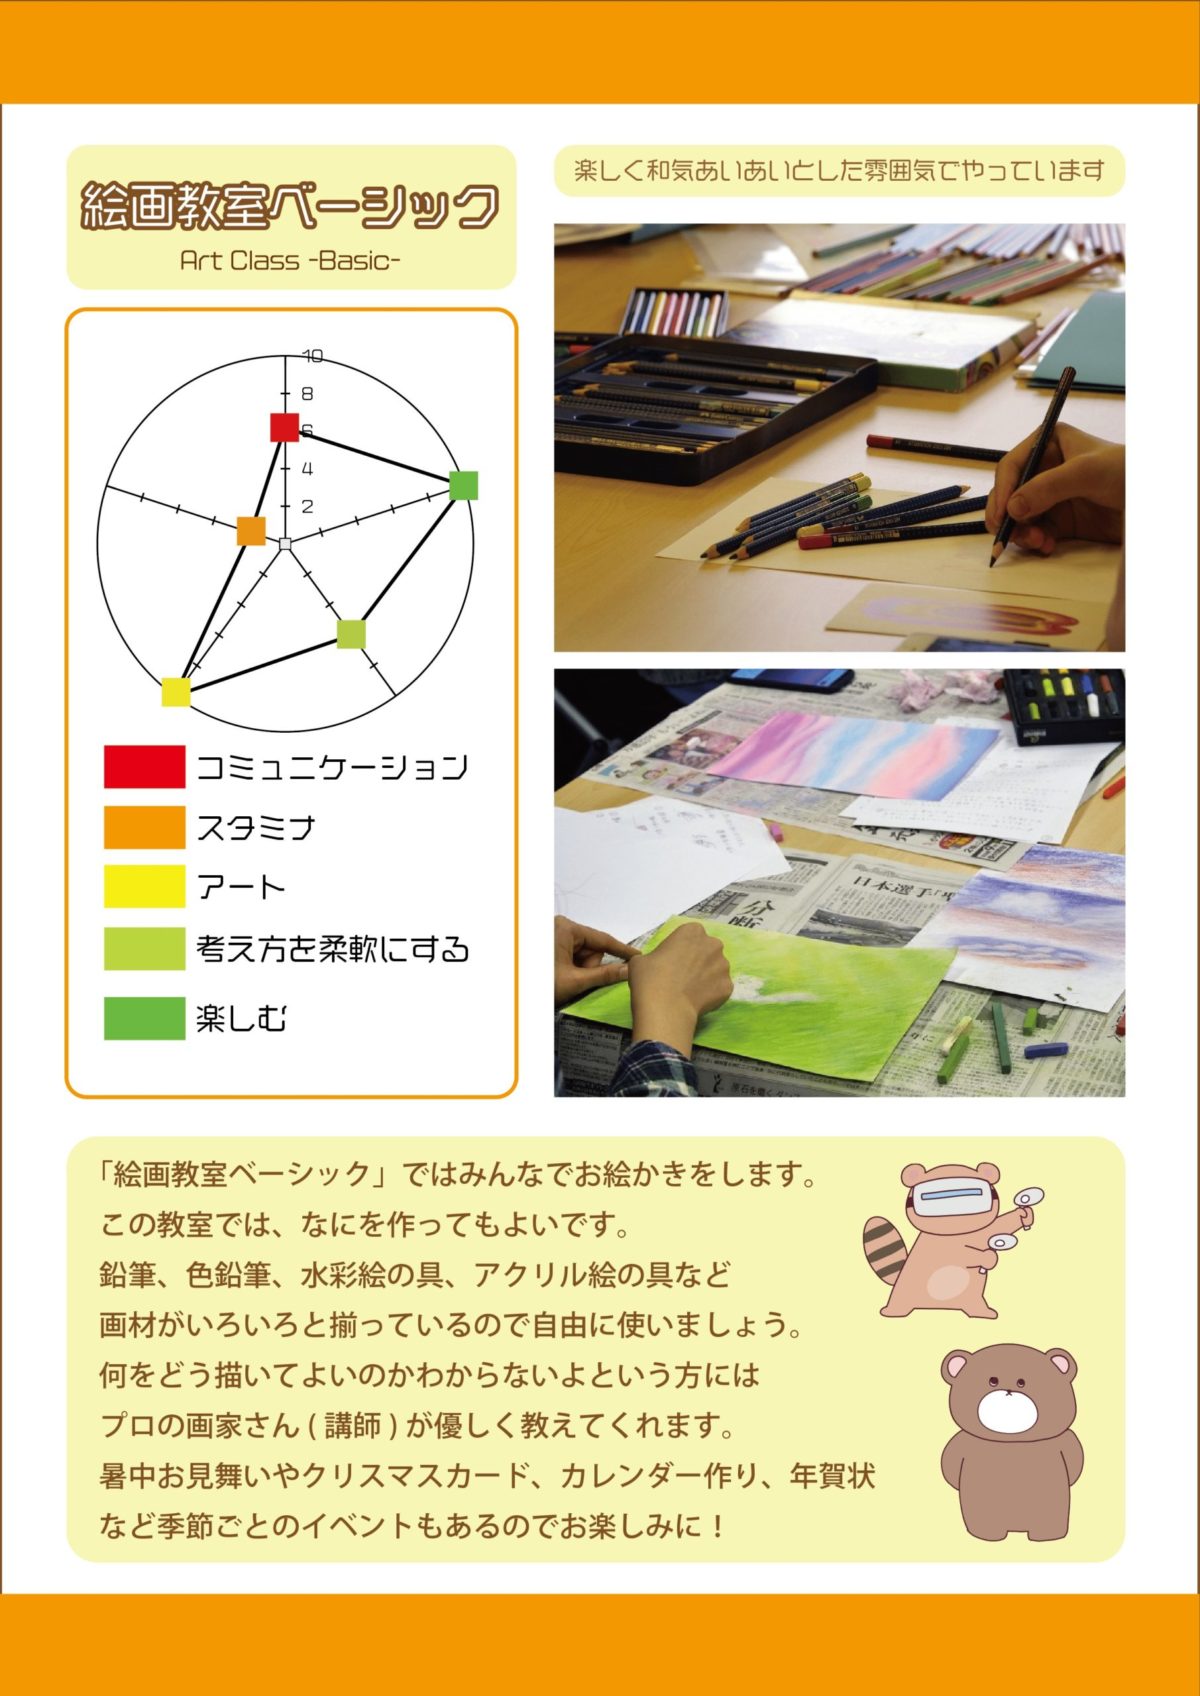 絵画教室ベーシック
Art Class -Basic-
楽しく和気あいあいとした雰囲気でやっています
10
8
6
4
2
コミュニケーション
スタミナ
アート
考え方を柔軟にする
楽しむ
日本選手「
分
断
「絵画教室ベーシック」ではみんなでお絵かきをします。
この教室では、なにを作ってもよいです。
鉛筆、色鉛筆、水彩絵の具、アクリル絵の具など
画材がいろいろと揃っているので自由に使いましょう。
何をどう描いてよいのかわからないよという方には
プロの画家さん ( 講師 ) が優しく教えてくれます。
暑中お見舞いやクリスマスカード、カレンダー作り、年賀状
など季節ごとのイベントもあるのでお楽しみに！